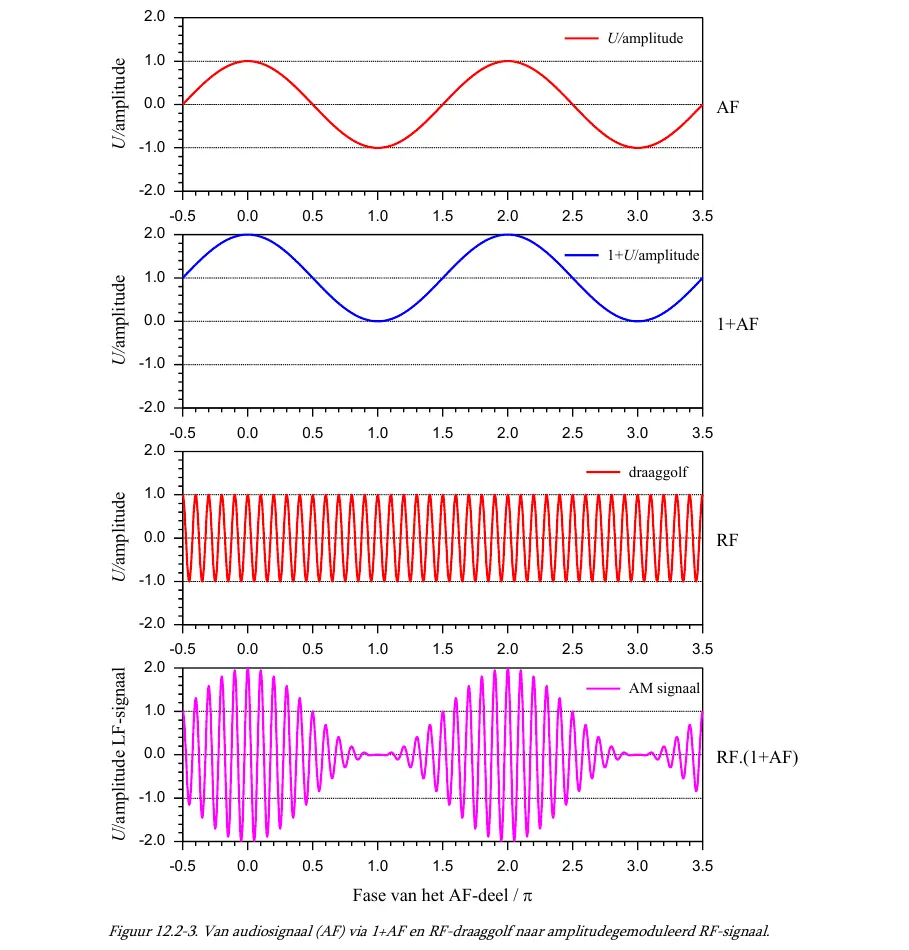 2.0
U/amplitude
1.0
U/amplitude
0.0
AF
-1.0
-2.0
-0.5 0.0 0.5 1.0 1.5 2.0 2.5 3.0 3.5
2.0
1+U/amplitude
1.0
U/amplitude
0.0
1+AF
-1.0
-2.0
-0.5 0.0 0.5 1.0 1.5 2.0 2.5 3.0 3.5
2.0
draaggolf
1.0
U/amplitude
0.0
RF
-1.0
-2.0
-0.5 0.0 0.5 1.0 1.5 2.0 2.5 3.0 3.5
2.0
AM signaal
1.0
U/amplitude LF-signaal
0.0
RF.(1+AF)
-1.0
-2.0
-0.5 0.0 0.5 1.0 1.5 2.0 2.5 3.0 3.5
Fase van het AF-deel / π
Figuur 12.2-3. Van audiosignaal (AF) via 1+AF en RF-draaggolf naar amplitudegemoduleerd RF-signaal.